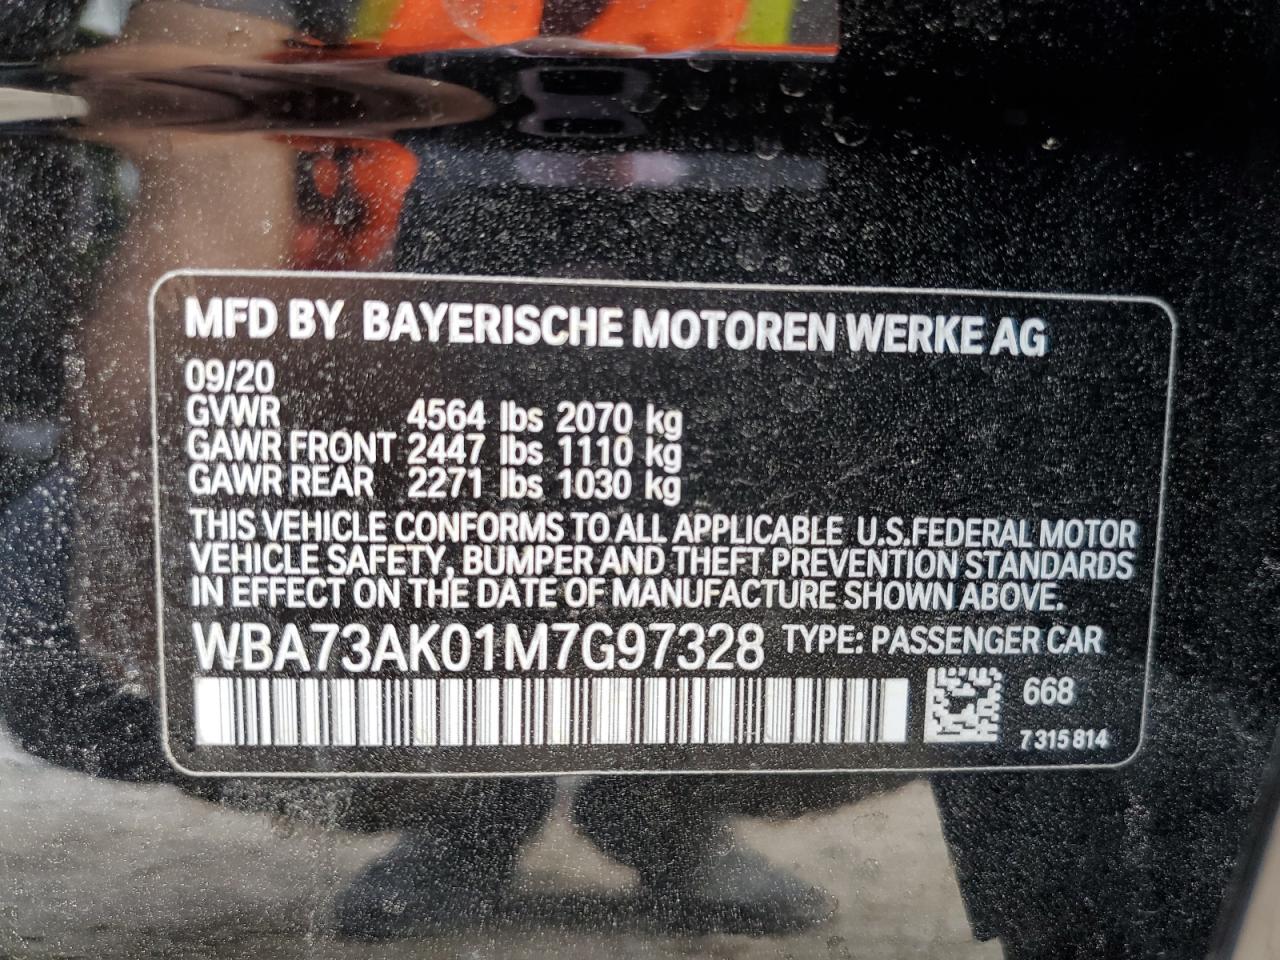 MFD BY BAYERISCHE MOTOREN WERKE AG
09/20
GVWR 4564 lbs 2070 kg
GAWR FRONT 2447 lbs 1110 kg
GAWR REAR 2271 lbs 1030 kg
THIS VEHICLE CONFORMS TO ALL APPLICABLE U.S.FEDERAL MOTOR
VEHICLE SAFETY, BUMPER AND THEFT PREVENTION STANDARDS
IN EFFECT ON THE DATE OF MANUFACTURE SHOWN ABOVE.
WBA73AK01M7G97328 TYPE: PASSENGER CAR
668
7 315 814